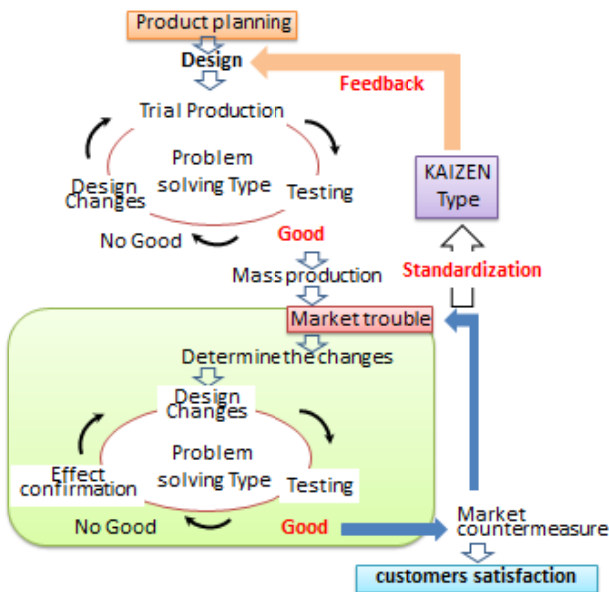 Product planning
Design
Feedback
Trial Production
Problem
solving Type
Design
Changes
Testing
KAIZEN
Type
No Good
Good
Standardization
Mass production
Market trouble
Determine the changes
Design
Changes
Problem
solving Type
Effect
confirmation
Testing
No Good
Good
Market
countermeasure
customers satisfaction